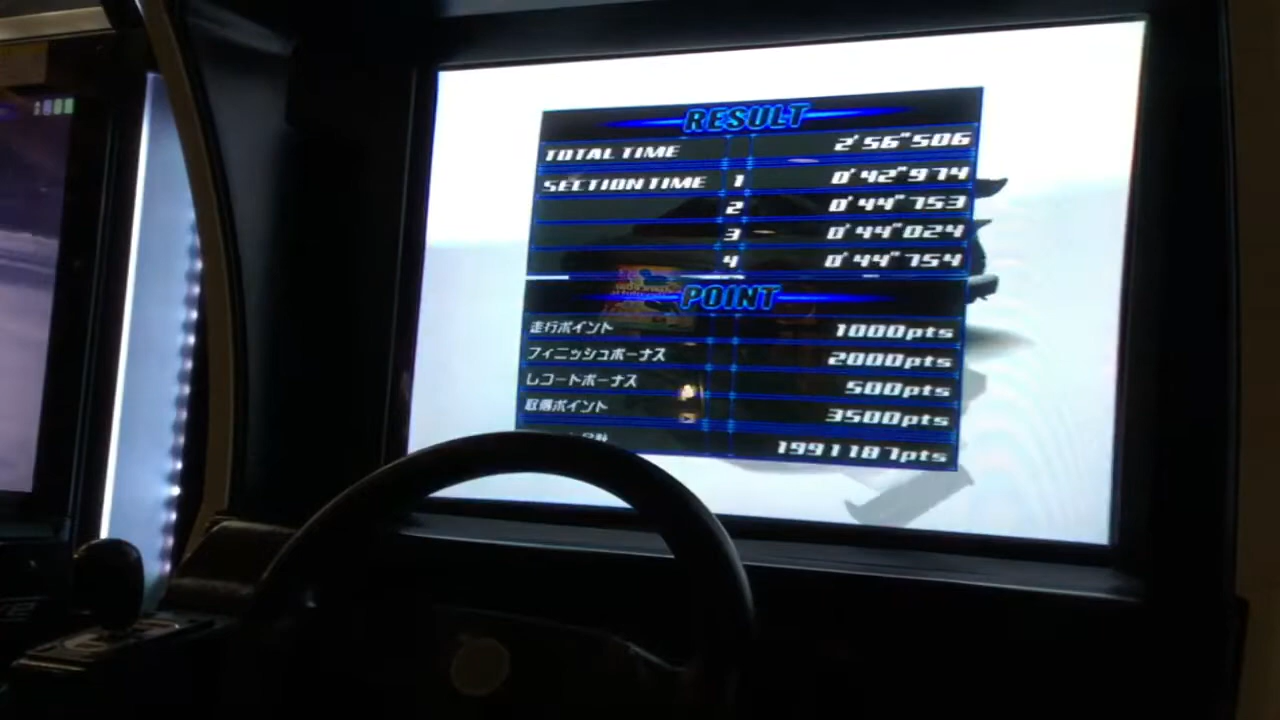 RESULT
TOTAL TIME 2'56"506
SECTION TIME 1 0'42"974
2 0'44"753
3 0'44"024
4 0'44"754
POINT
走行ポイント 1000pts
フィニッシュボーナス 2000pts
レコードボーナス 500pts
取得ポイント 3500pts
1991187pts